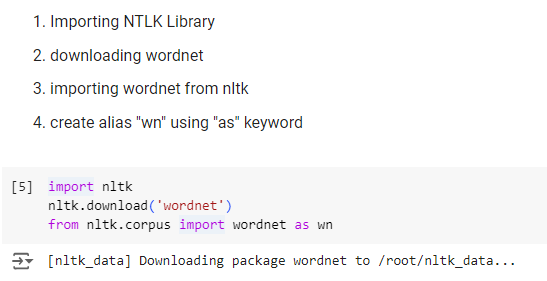 1. Importing NTLK Library
2. downloading wordnet
3. importing wordnet from nltk
4. create alias "wn" using "as" keyword
[5] import nltk
nltk.download('wordnet')
from nltk.corpus import wordnet as wn
[nltk_data] Downloading package wordnet to /root/nltk_data...